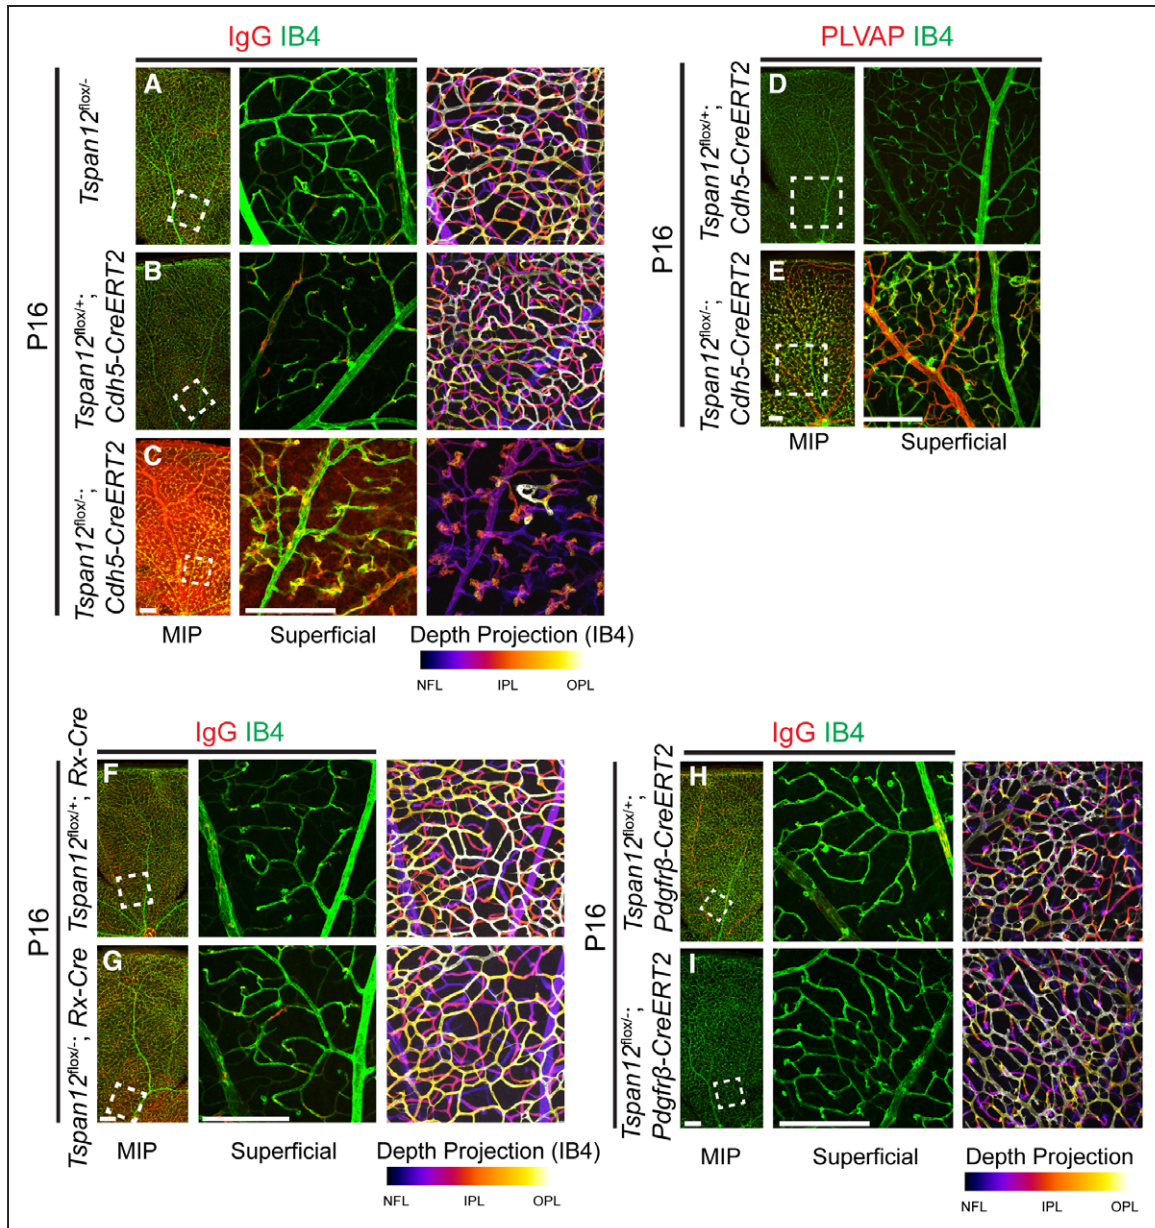 IgG IB4
P16
Tspan12flox/-
A
Tspan12flox/+;
Cdh5-CreERT2
B
Tspan12flox/-;
Cdh5-CreERT2
C
MIP
Superficial
Depth Projection (IB4)
NFL
IPL
OPL
PLVAP IB4
P16
Tspan12flox/+;
Cdh5-CreERT2
D
Tspan12flox/-;
Cdh5-CreERT2
E
MIP
Superficial
IgG IB4
P16
Tspan12flox/+; Rx-Cre
F
Tspan12flox/-; Rx-Cre
G
MIP
Superficial
Depth Projection (IB4)
NFL
IPL
OPL
IgG IB4
P16
Tspan12flox/+;
Pdgfrβ-CreERT2
H
Tspan12flox/-;
Pdgfrβ-CreERT2
I
MIP
Superficial
Depth Projection
NFL
IPL
OPL